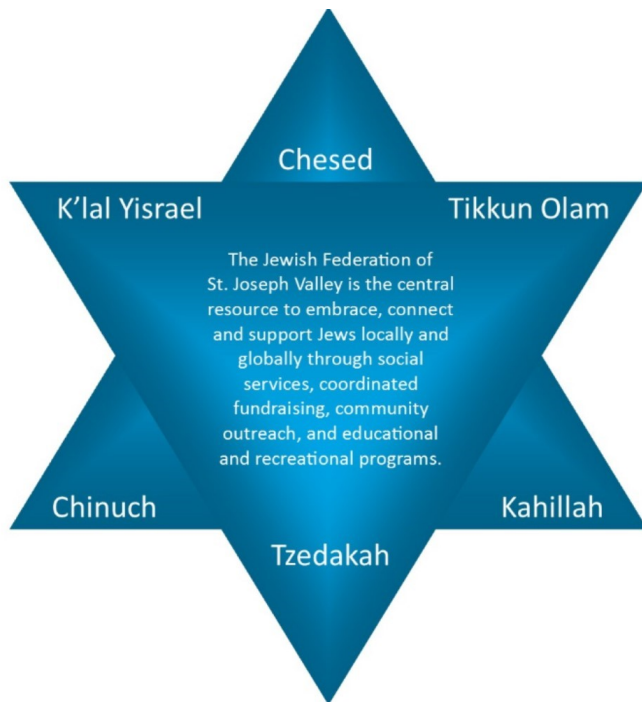 Chesed
K'lal Yisrael
Tikkun Olam
The Jewish Federation of
St. Joseph Valley is the central
resource to embrace, connect
and support Jews locally and
globally through social
services, coordinated
fundraising, community
outreach, and educational
and recreational programs.
Chinuch
Kahillah
Tzedakah